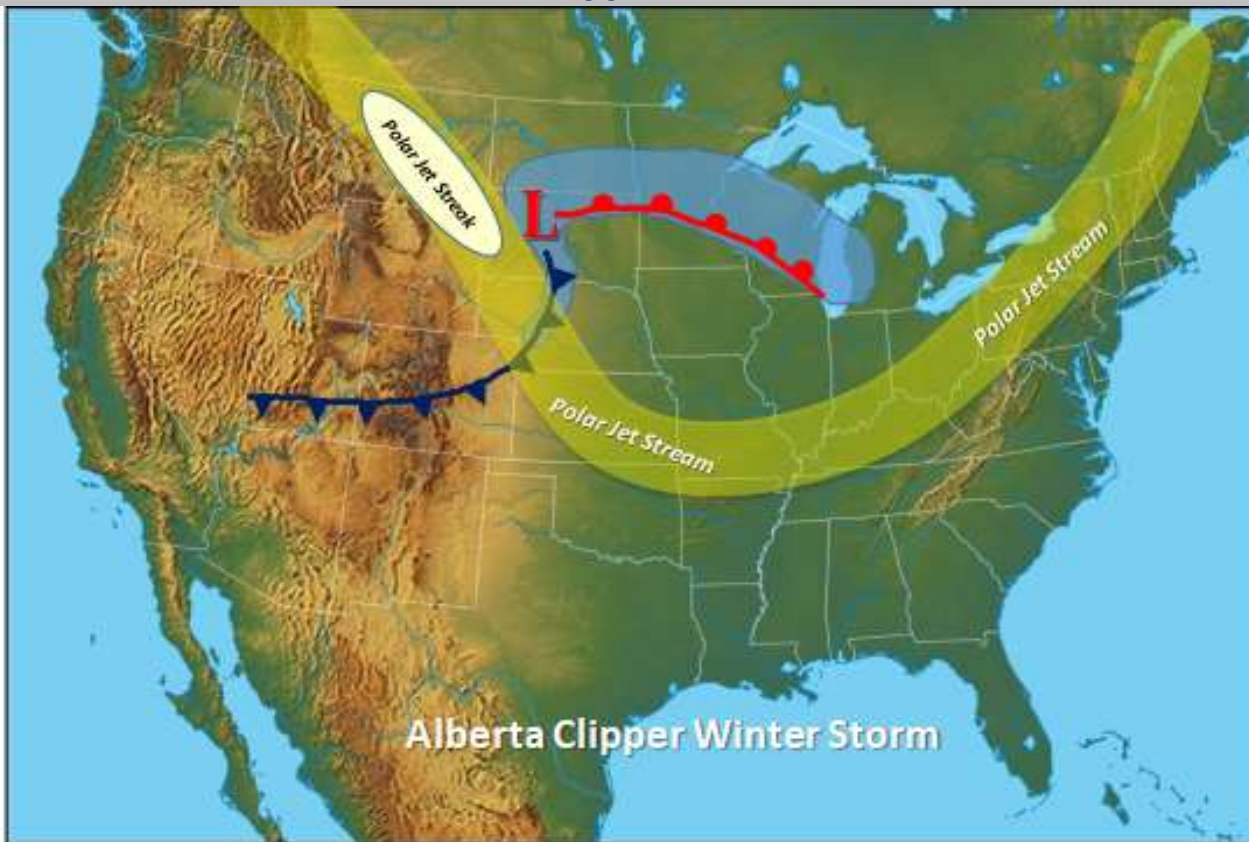 Polar Jet Streak
L
Polar Jet Stream
Polar Jet Stream
Alberta Clipper Winter Storm